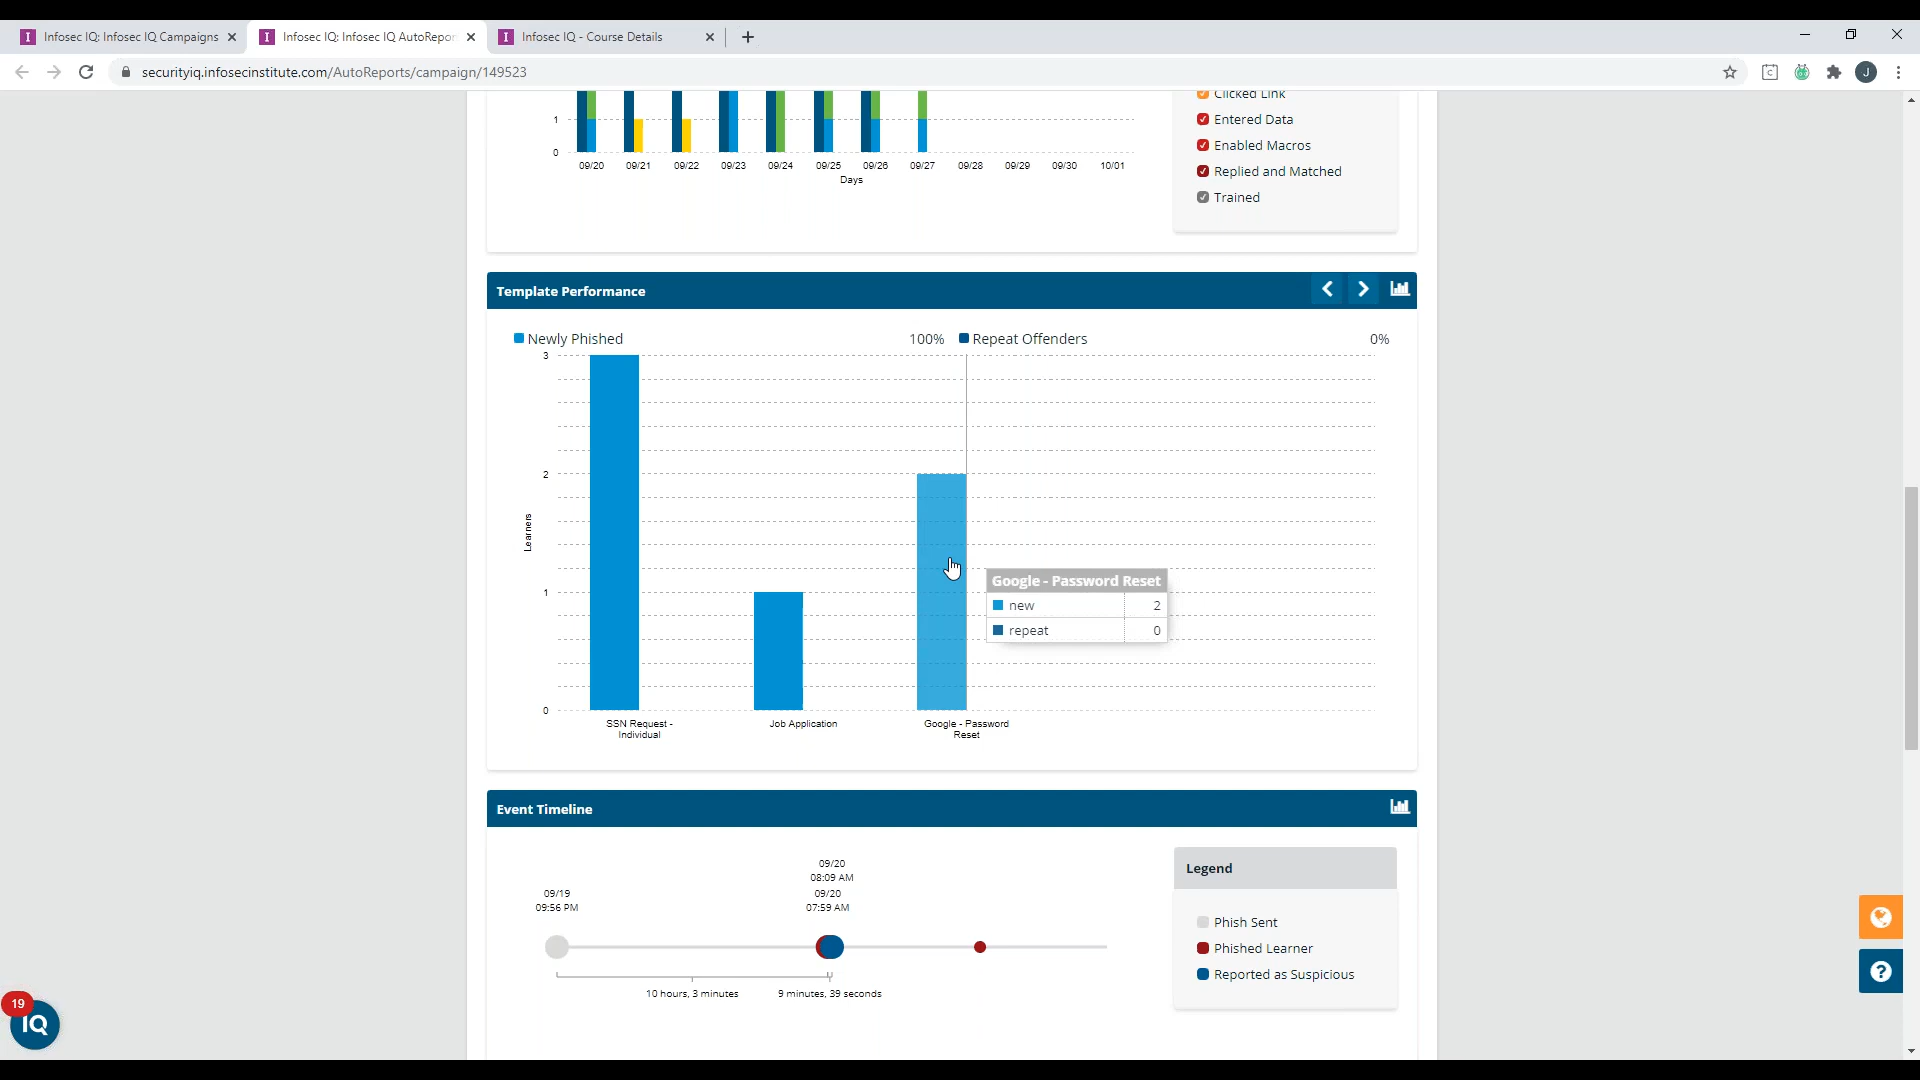 Infosec IQ: Infosec IQ Campaigns
Infosec IQ: Infosec IQ AutoRepor
Infosec IQ - Course Details
securityiq.infosecinstitute.com/AutoReports/campaign/149523
J
Clicked Link
1
Entered Data
Enabled Macros
0
09/20 09/21 09/22 09/23 09/24 09/25 09/26 09/27 09/28 09/29 09/30 10/01
Replied and Matched
Days
Trained
Template Performance
Newly Phished 100% Repeat Offenders 0%
3
2
Learners
Google - Password Reset
1
new 2
repeat 0
0
SSN Request - Individual
Job Application
Google - Password Reset
Event Timeline
09/20
08:09 AM
Legend
09/19
09:56 PM
09/20
07:59 AM
Phish Sent
Phished Learner
Reported as Suspicious
10 hours, 3 minutes
9 minutes, 39 seconds
19
IQ
?